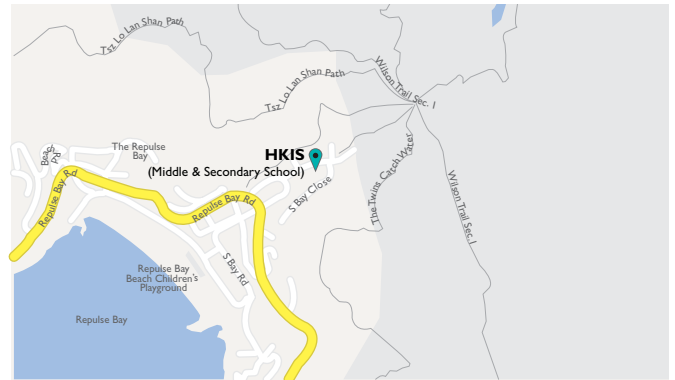 Tsz Lo Lan Shan Path
Wilson Trail Sec. 1
Tsz Lo Lan Shan Path
The Repulse
Bay
Beach
Rd
HKIS
(Middle & Secondary School)
The Twins Catch Water
Repulse Bay Rd
Repulse Bay Rd
S Bay Close
Wilson Trail Sec.1
S Bay Rd
Repulse Bay
Beach Children's
Playground
Repulse Bay